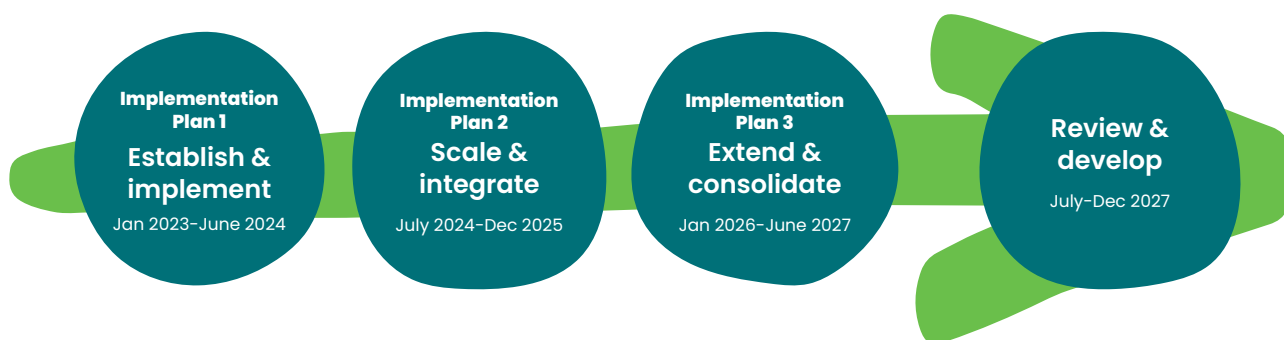 Implementation
Plan 1
Establish &
implement
Jan 2023-June 2024
Implementation
Plan 2
Scale &
integrate
July 2024-Dec 2025
Implementation
Plan 3
Extend &
consolidate
Jan 2026-June 2027
Review &
develop
July-Dec 2027